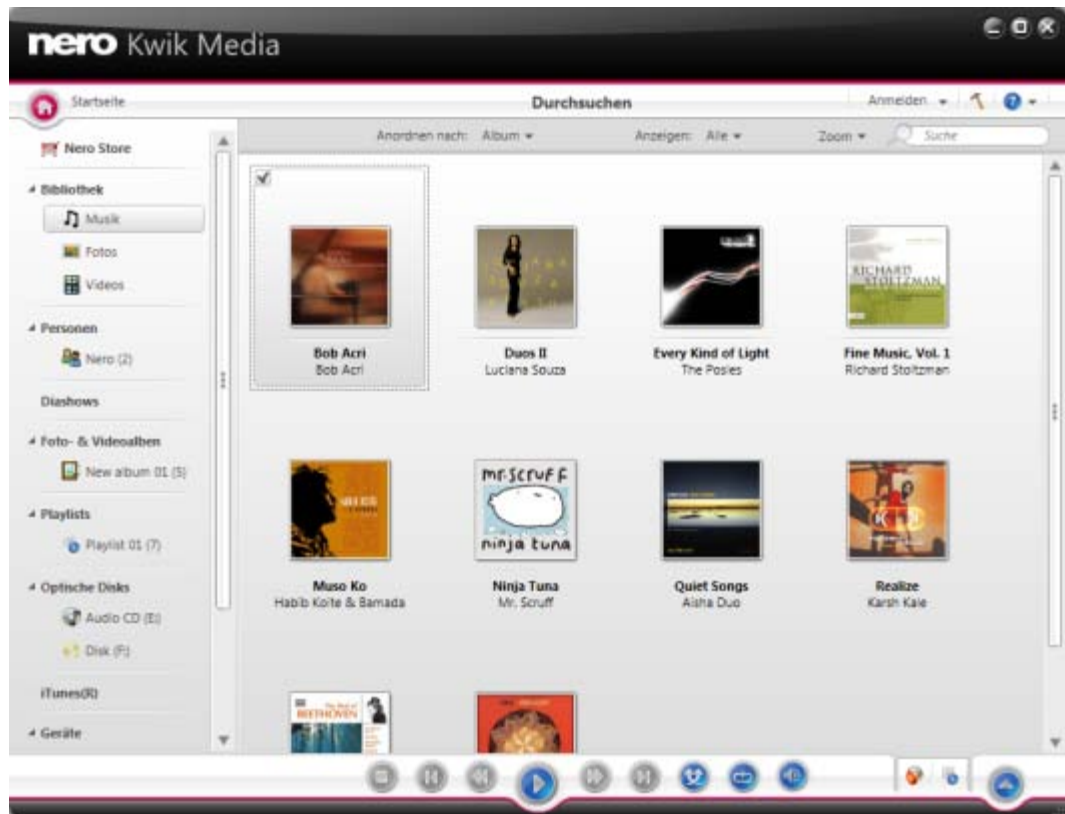 nero Kwik Media
Startseite
Durchsuchen
Anmelden
Nero Store
Bibliothek
Musik
Fotos
Videos
Personen
Nero (2)
Diashows
Foto- & Videoalben
New album 01 (5)
Playlists
Playlist 01 (7)
Optische Disks
Audio CD (E:)
Disk (F:)
iTunes(R)
Geräte
Anordnen nach: Album
Anzeigen: Alle
Zoom
Suche
RICHARD
STOLTZMAN
Bob Acri
Bob Acri
Duos II
Luciana Souza
Every Kind of Light
The Posies
Fine Music, Vol. 1
Richard Stoltzman
mr.scruff
ninja tuna
Muso Ko
Habib Koite & Bamada
Ninja Tuna
Mr. Scruff
Quiet Songs
Aisha Duo
Realize
Karsh Kale
The Best of
BEETHOVEN